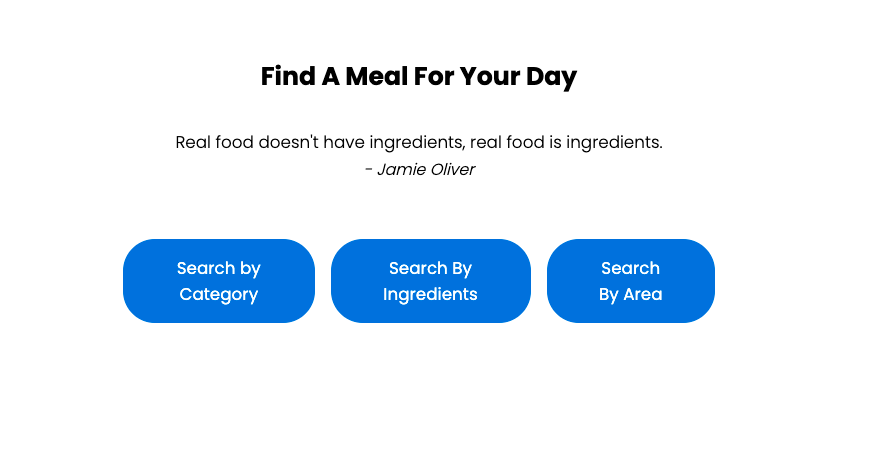 Find A Meal For Your Day
Real food doesn't have ingredients, real food is ingredients.
- Jamie Oliver
Search by
Category
Search By
Ingredients
Search
By Area